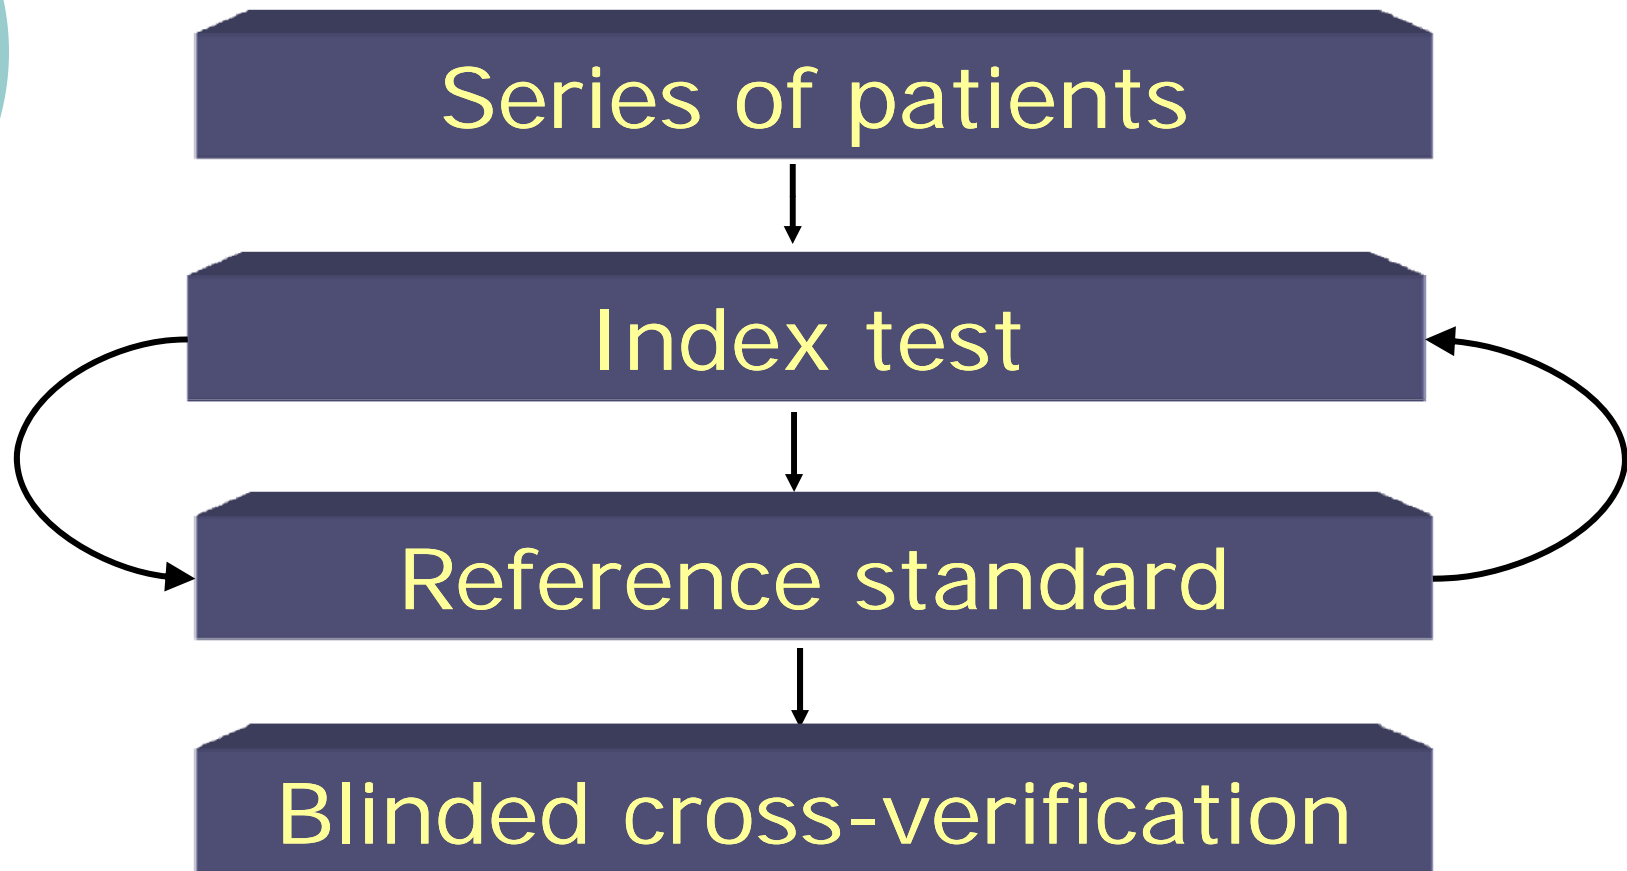 Series of patients
Index test
Reference standard
Blinded cross-verification